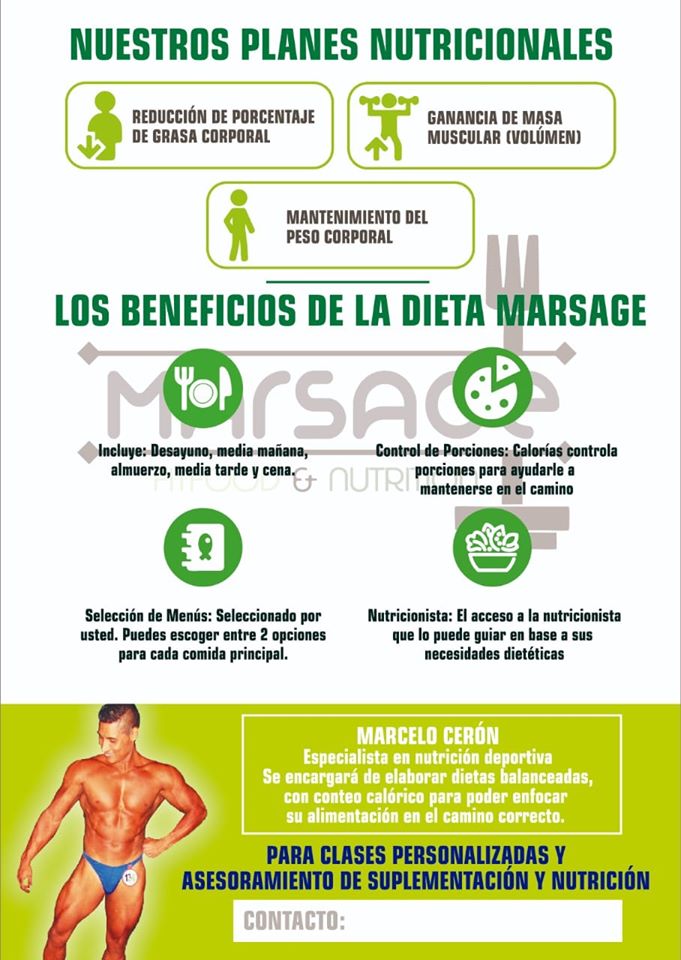 NUESTROS PLANES NUTRICIONALES
REDUCCIÓN DE PORCENTAJE
DE GRASA CORPORAL
GANANCIA DE MASA
MUSCULAR (VOLÚMEN)
MANTENIMIENTO DEL
PESO CORPORAL
LOS BENEFICIOS DE LA DIETA MARSAGE
MARSAGE
Incluye: Desayuno, media mañana,
almuerzo, media tarde y cena.
Control de Porciones: Calorías controla
porciones para ayudarle a
mantenerse en el camino
FITFOOD & NUTRITION
Selección de Menús: Seleccionado por
usted. Puedes escoger entre 2 opciones
para cada comida principal.
Nutricionista: El acceso a la nutricionista
que lo puede guiar en base a sus
necesidades dietéticas
MARCELO CERÓN
Especialista en nutrición deportiva
Se encargará de elaborar dietas balanceadas,
con conteo calórico para poder enfocar
su alimentación en el camino correcto.
PARA CLASES PERSONALIZADAS Y
ASESORAMIENTO DE SUPLEMENTACIÓN Y NUTRICIÓN
CONTACTO: